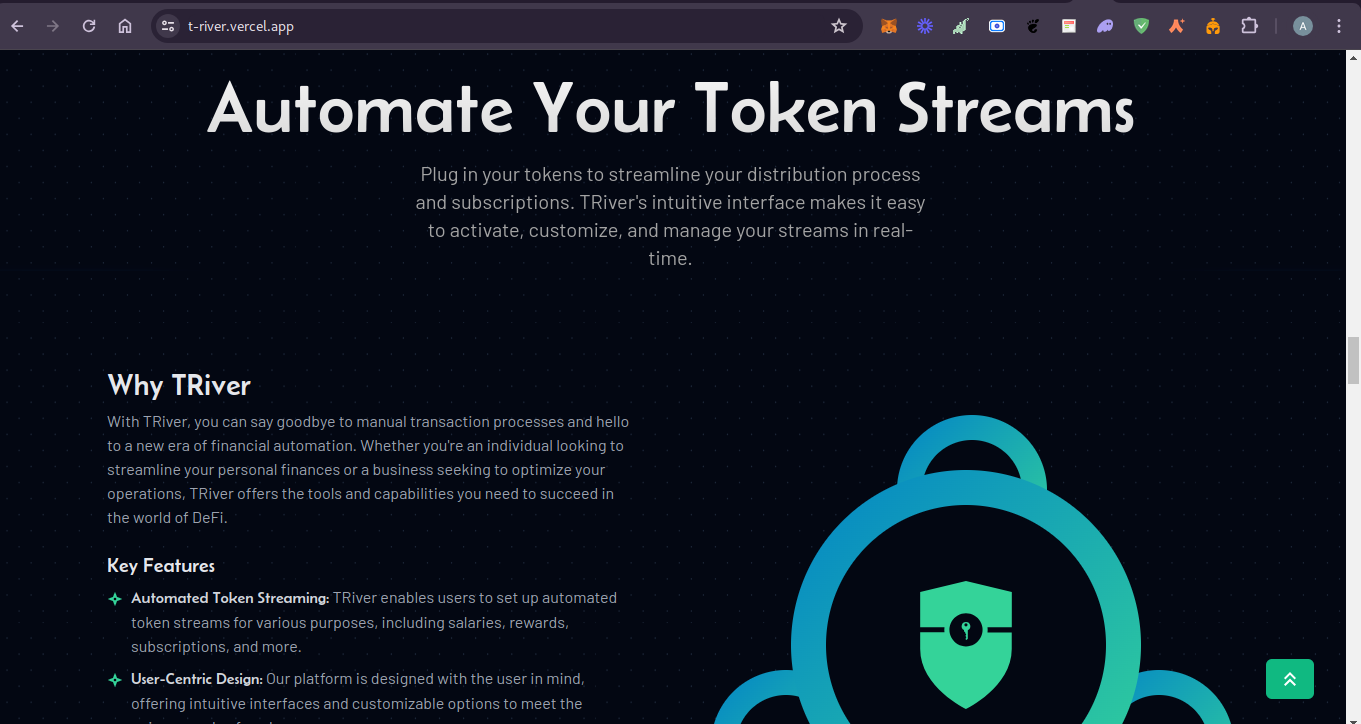 t-river.vercel.app
A
Automate Your Token Streams
Plug in your tokens to streamline your distribution process
and subscriptions. TRiver's intuitive interface makes it easy
to activate, customize, and manage your streams in real-
time.
Why TRiver
With TRiver, you can say goodbye to manual transaction processes and hello
to a new era of financial automation. Whether you're an individual looking to
streamline your personal finances or a business seeking to optimize your
operations, TRiver offers the tools and capabilities you need to succeed in
the world of DeFi.
Key Features
Automated Token Streaming: TRiver enables users to set up automated
token streams for various purposes, including salaries, rewards,
subscriptions, and more.
User-Centric Design: Our platform is designed with the user in mind,
offering intuitive interfaces and customizable options to meet the